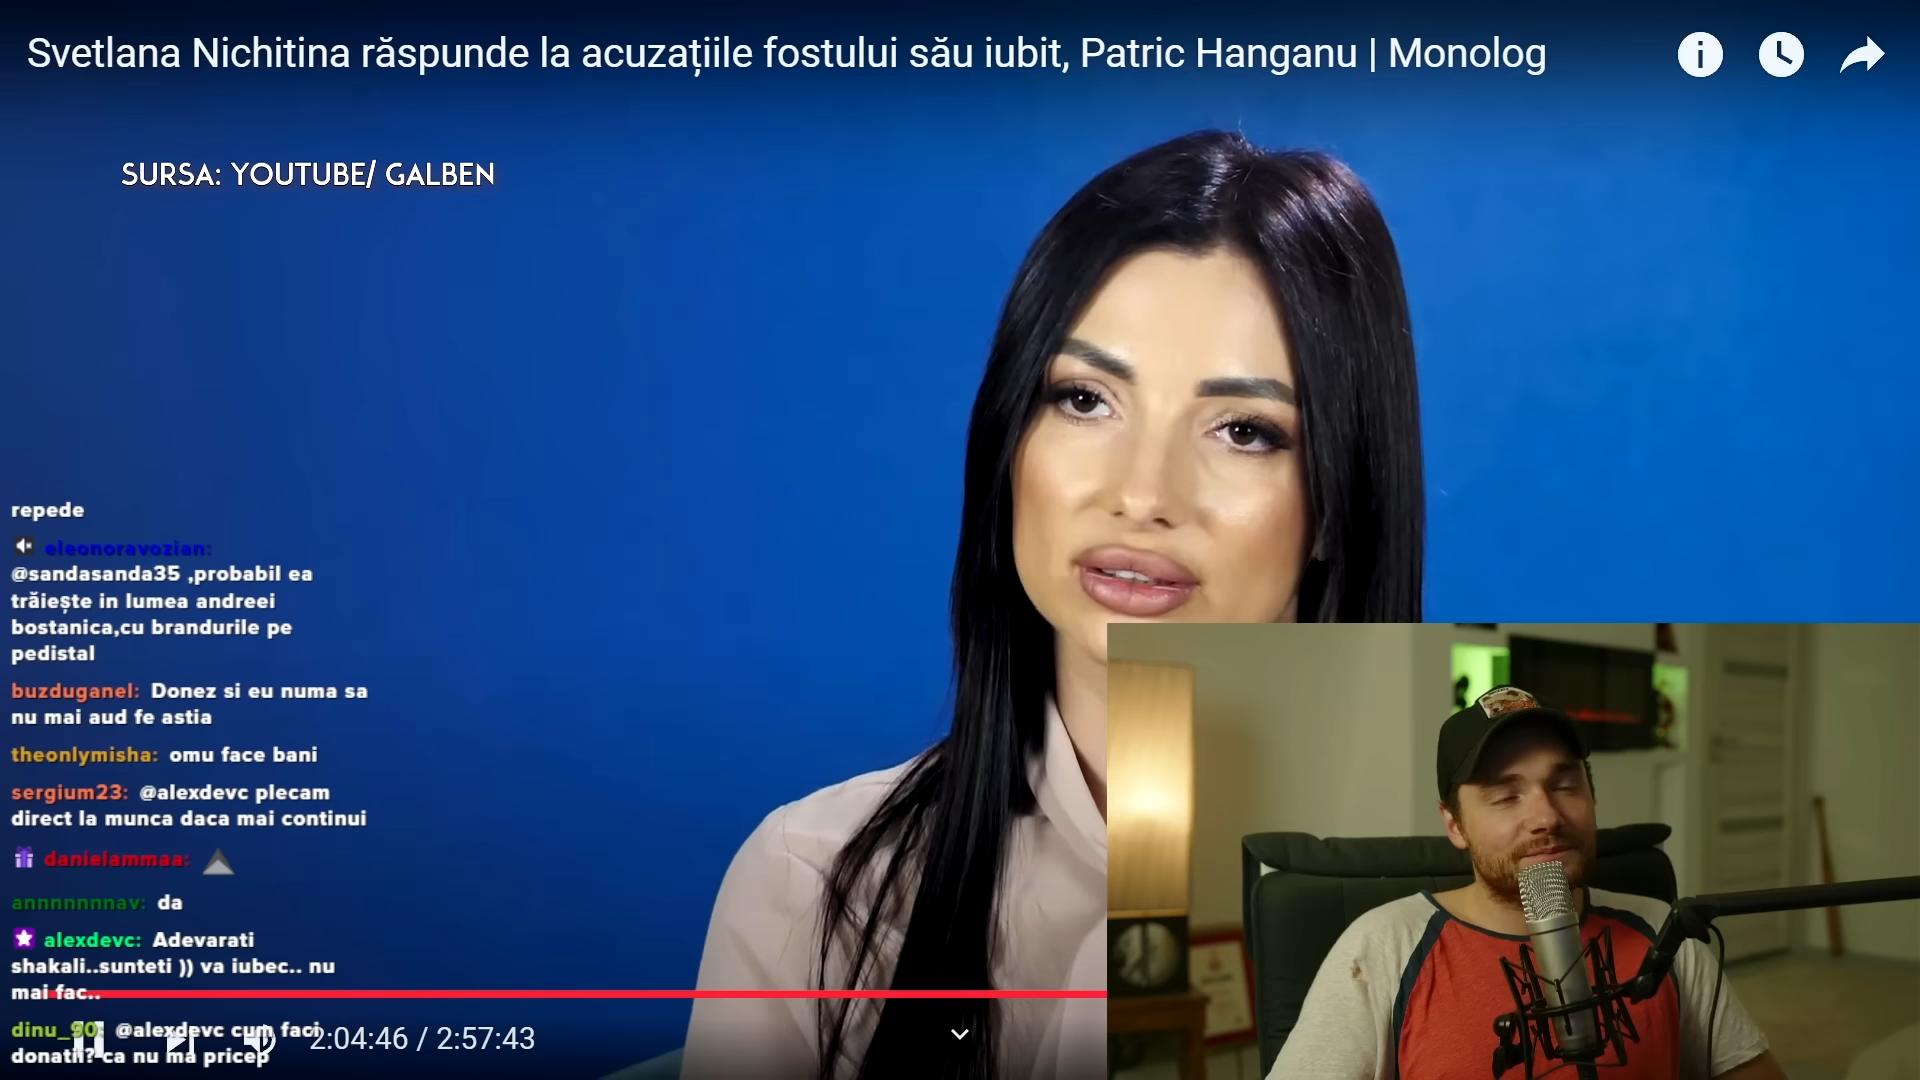 Svetlana Nichitina răspunde la acuzațiile fostului său iubit, Patric Hanganu | Monolog
SURSA: YOUTUBE/ GALBEN
repede
eleonoravozian:
@sandasanda35 ,probabil ea
trăiește in lumea andreei
bostanica,cu brandurile pe
pedistal
buzduganel: Donez si eu numa sa
nu mai aud fe astia
theonlymisha: omu face bani
sergium23: @alexdevc plecam
direct la munca daca mai continui
danielammaa:
annnnnnnav: da
alexdevc: Adevarati
shakali..sunteti )) va iubec.. nu
mai fac..
dinu_90: @alexdevc cum faci
donatii? ca nu ma pricep
2:04:46 / 2:57:43